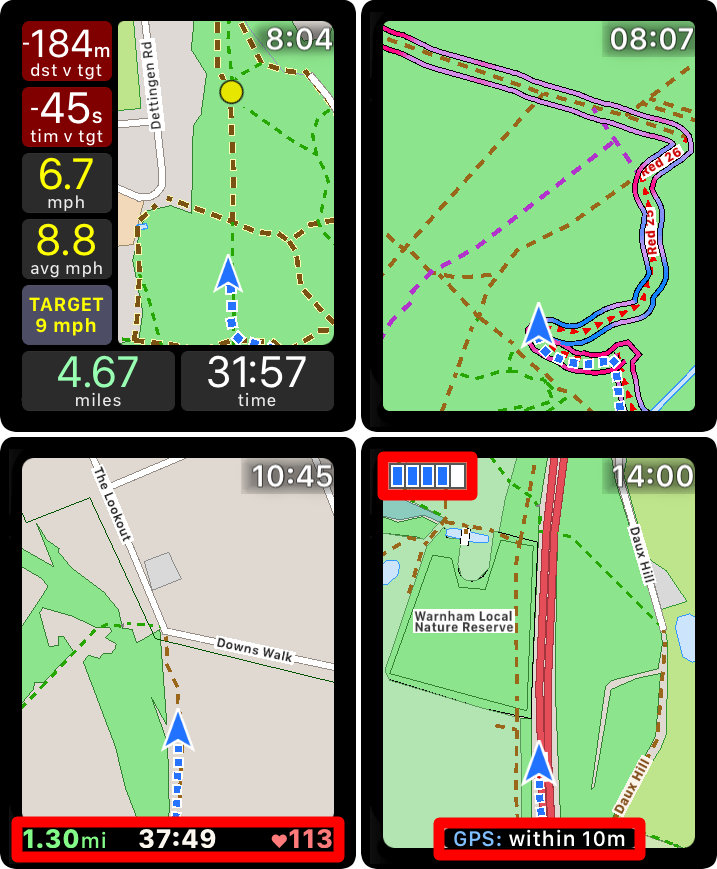 -184m
dst v tgt
-45s
tim v tgt
6.7
mph
8.8
avg mph
TARGET
9 mph
4.67
miles
31:57
time
8:04
Dettingen Rd
08:07
Red 26
Red 25
10:45
The Lookout
Downs Walk
1.30mi 37:49 113
14:00
Daux Hill
Warnham Local
Nature Reserve
Daux Hill
GPS: within 10m